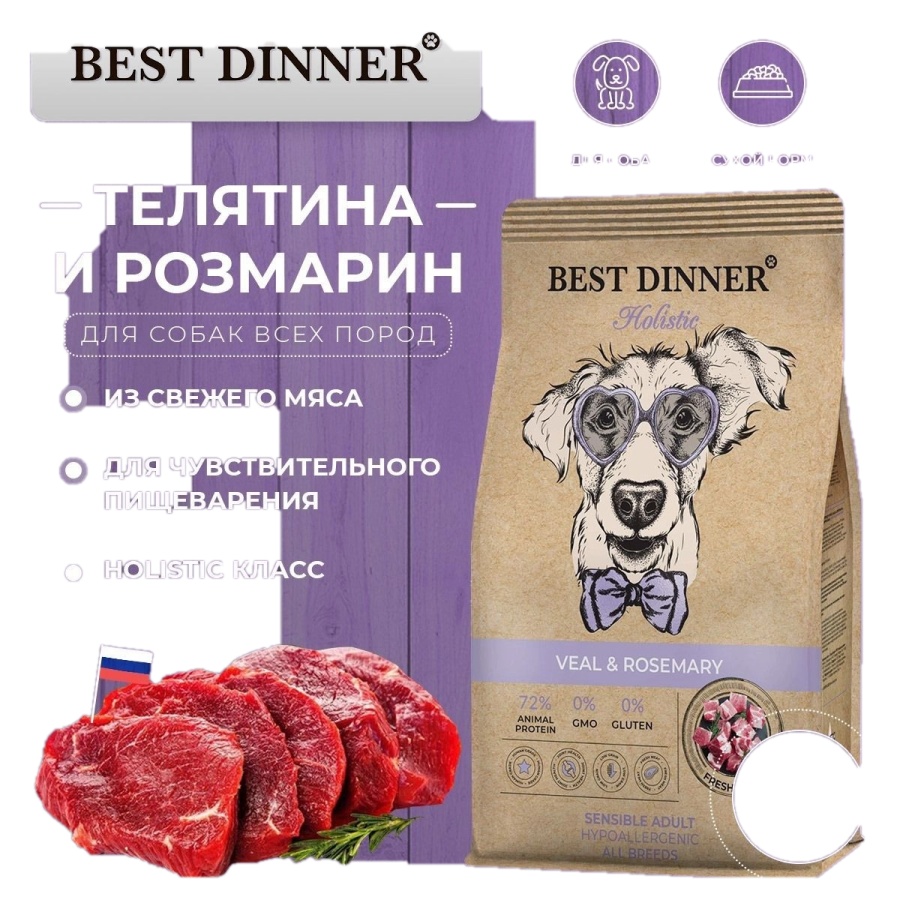 BEST DINNER
— ТЕЛЯТИНА —
И РОЗМАРИН
ДЛЯ СОБАК ВСЕХ ПОРОД
ИЗ СВЕЖЕГО МЯСА
ДЛЯ ЧУВСТВИТЕЛЬНОГО
ПИЩЕВАРЕНИЯ
HOLISTIC КЛАСС
BEST DINNER
Holistic
VEAL & ROSEMARY
72% 0% 0%
ANIMAL PROTEIN GMO GLUTEN
FRESH
SENSIBLE ADULT
HYPOALLERGENIC
ALL BREEDS